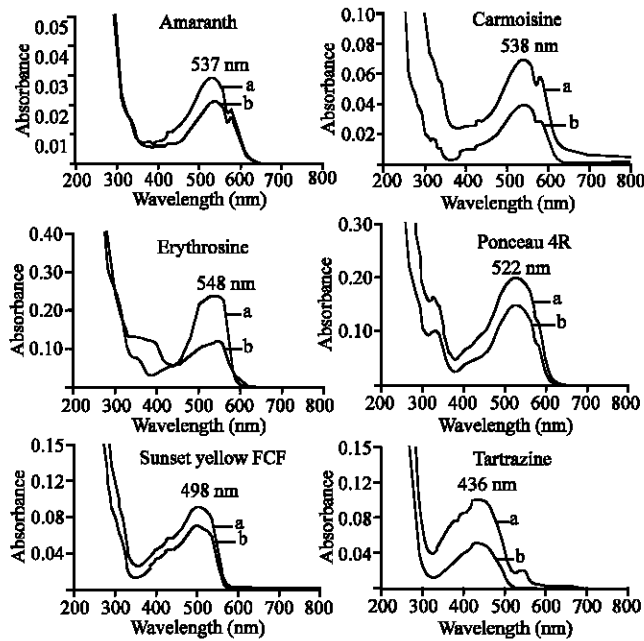 Amaranth
537 nm
a
b
Absorbance
0.05
0.04
0.03
0.02
0.01
200 300 400 500 600 700 800
Wavelength (nm)
Carmoisine
538 nm
a
b
Absorbance
0.10
0.08
0.06
0.04
0.02
200 300 400 500 600 700 800
Wavelength (nm)
Erythrosine
548 nm
a
b
Absorbance
0.40
0.30
0.20
0.10
200 300 400 500 600 700 800
Wavelength (nm)
Ponceau 4R
522 nm
a
b
Absorbance
0.30
0.20
0.10
200 300 400 500 600 700 800
Wavelength (nm)
Sunset yellow FCF
498 nm
a
b
Absorbance
0.15
0.12
0.08
0.04
200 300 400 500 600 700 800
Wavelength (nm)
Tartrazine
436 nm
a
b
Absorbance
0.15
0.12
0.08
0.04
200 300 400 500 600 700 800
Wavelength (nm)